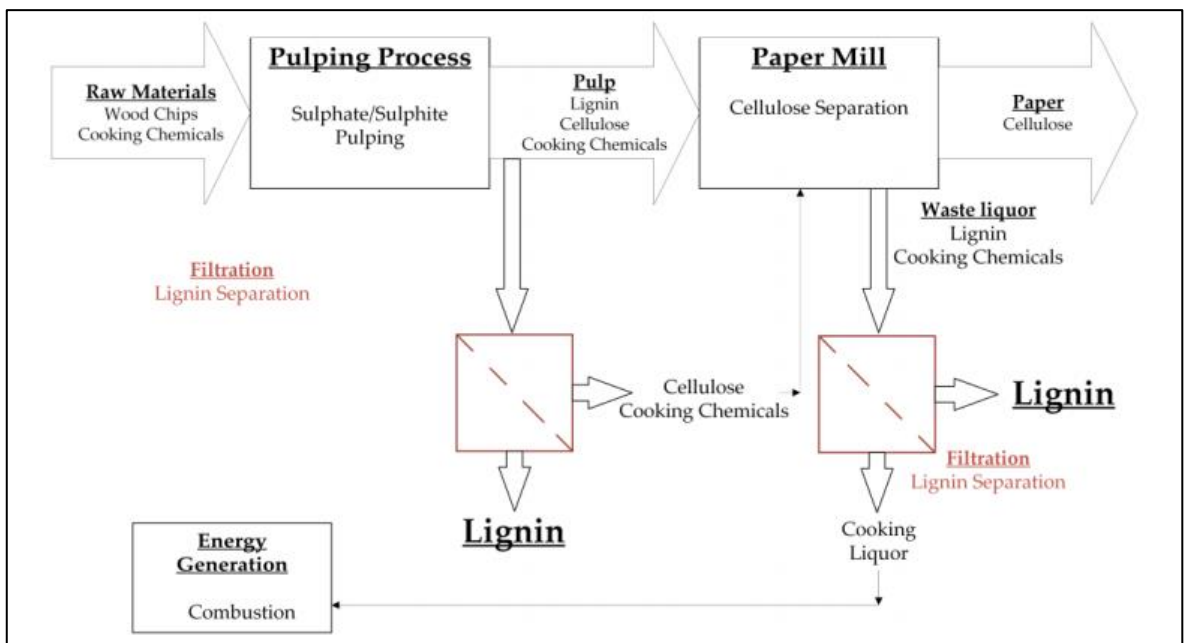 Pulping Process
Sulphate/Sulphite
Pulping
Raw Materials
Wood Chips
Cooking Chemicals
Pulp
Lignin
Cellulose
Cooking Chemicals
Paper Mill
Cellulose Separation
Paper
Cellulose
Waste liquor
Lignin
Cooking Chemicals
Filtration
Lignin Separation
Cellulose
Cooking Chemicals
Lignin
Filtration
Lignin Separation
Lignin
Cooking
Liquor
Energy
Generation
Combustion